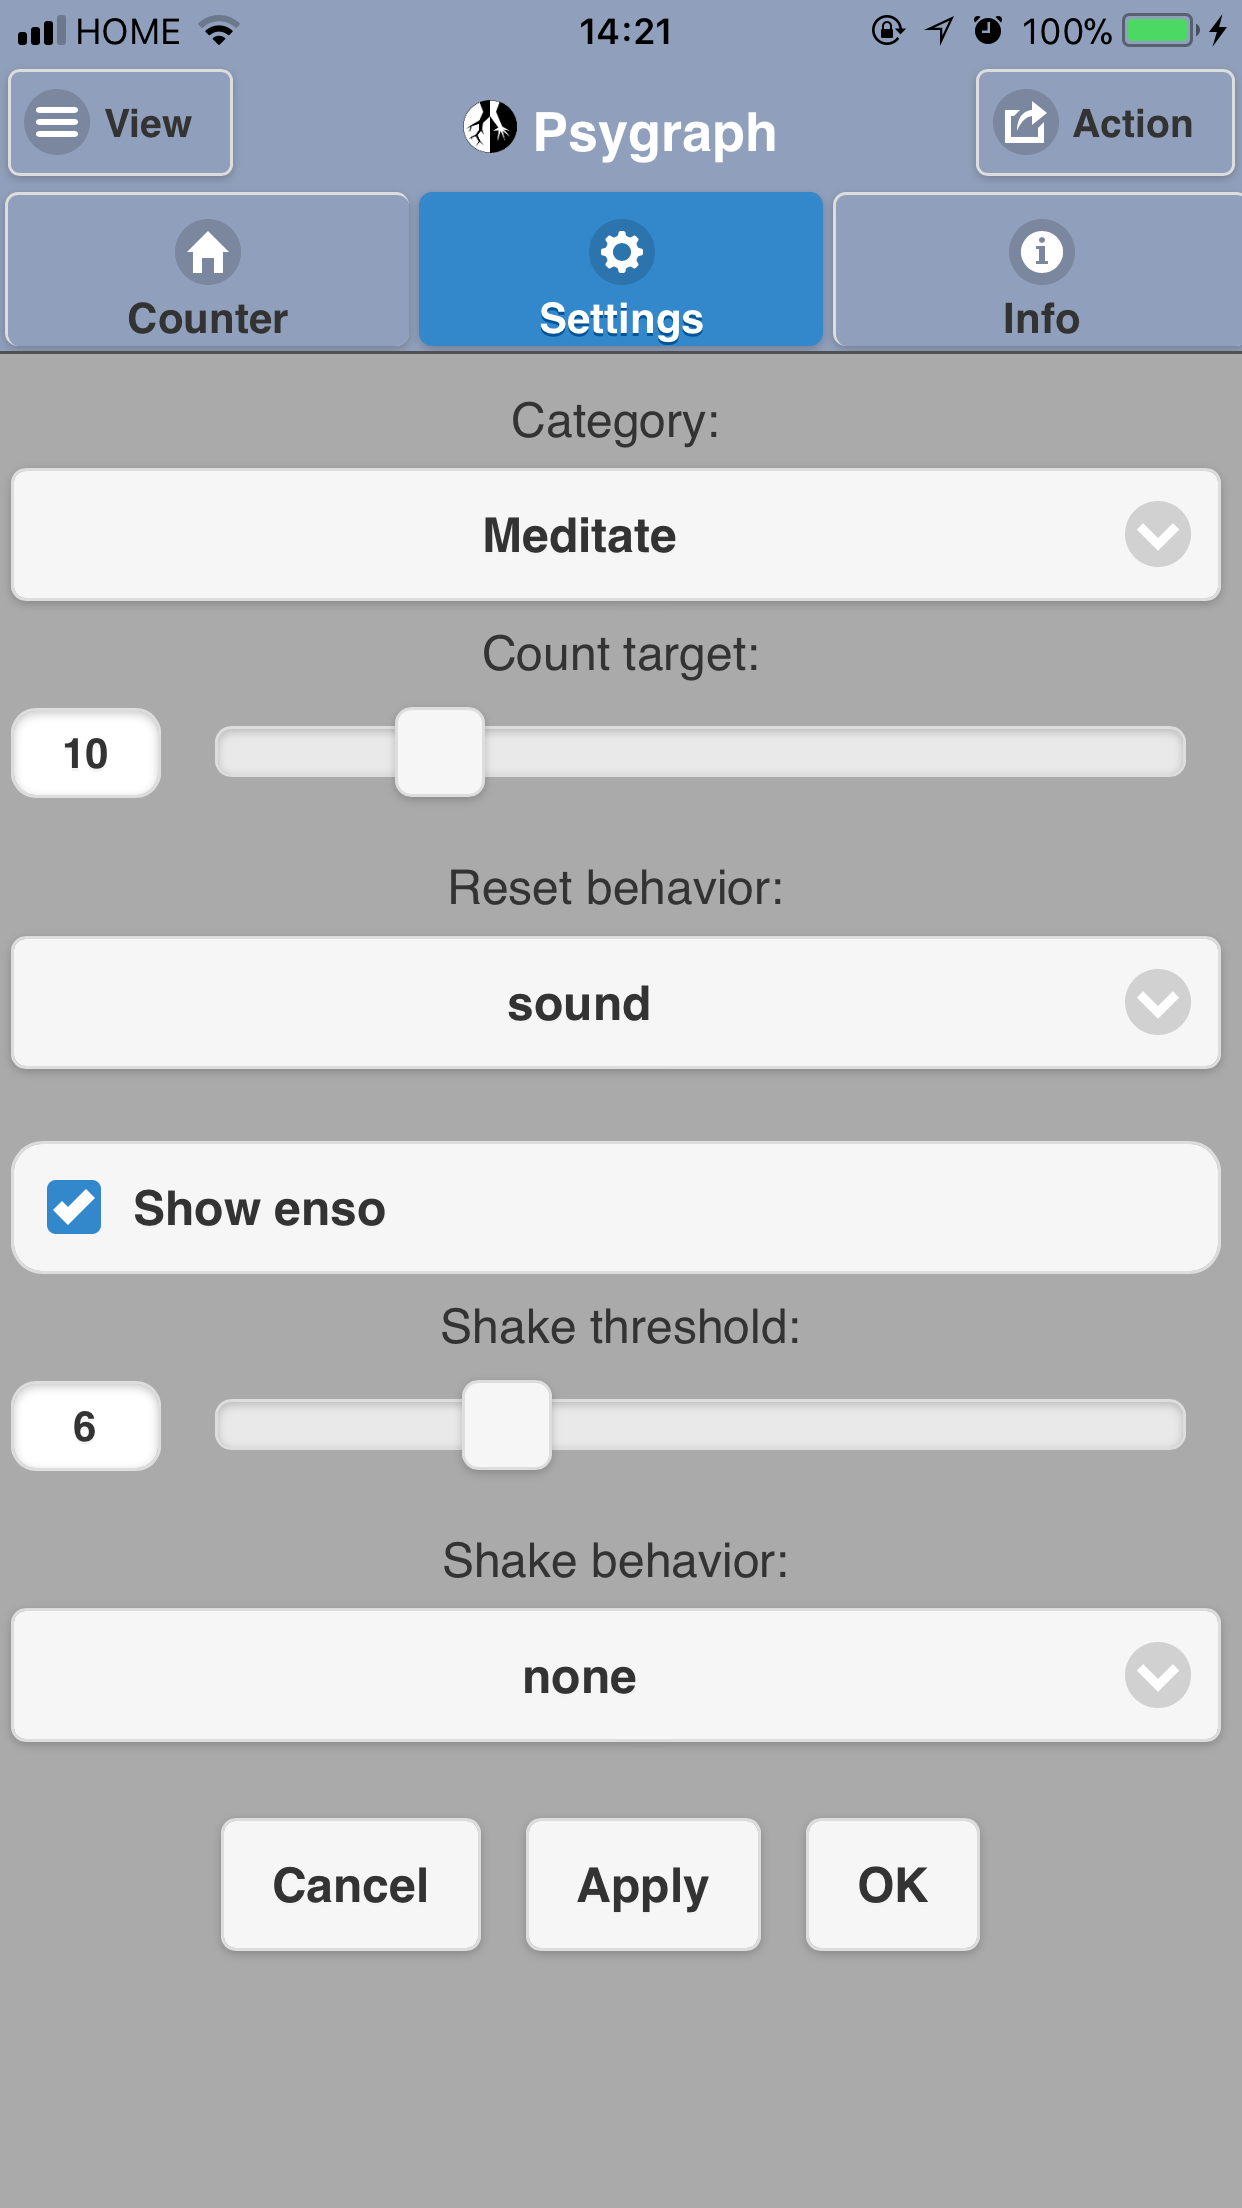 HOME 14:21 100%
View Psygraph Action
Counter Settings Info
Category:
Meditate
Count target:
10
Reset behavior:
sound
Show enso
Shake threshold:
6
Shake behavior:
none
Cancel Apply OK